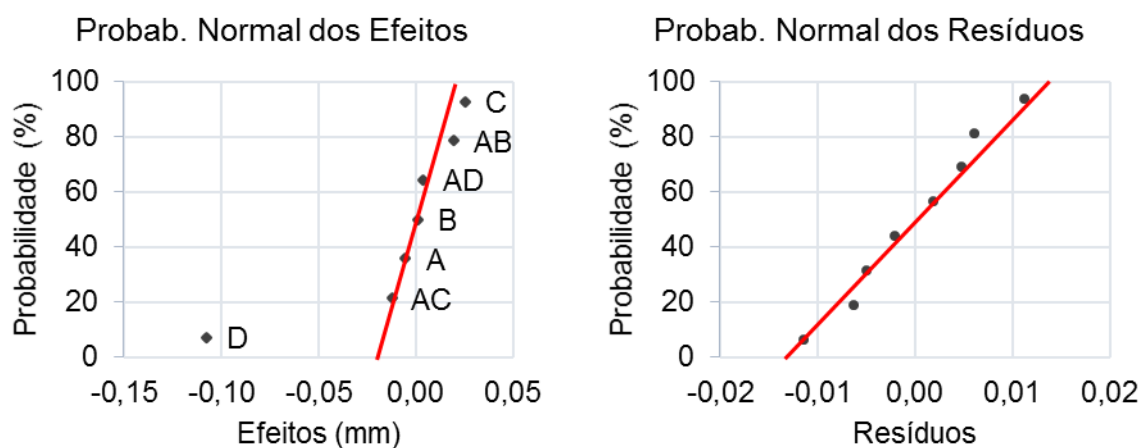 Probab. Normal dos Efeitos
Probabilidade (%)
100
80
60
40
20
0
C
AB
AD
B
A
AC
D
-0,15 -0,10 -0,05 0,00 0,05
Efeitos (mm)
Probab. Normal dos Resíduos
Probabilidade (%)
100
80
60
40
20
0
-0,02 -0,01 0,00 0,01 0,02
Resíduos